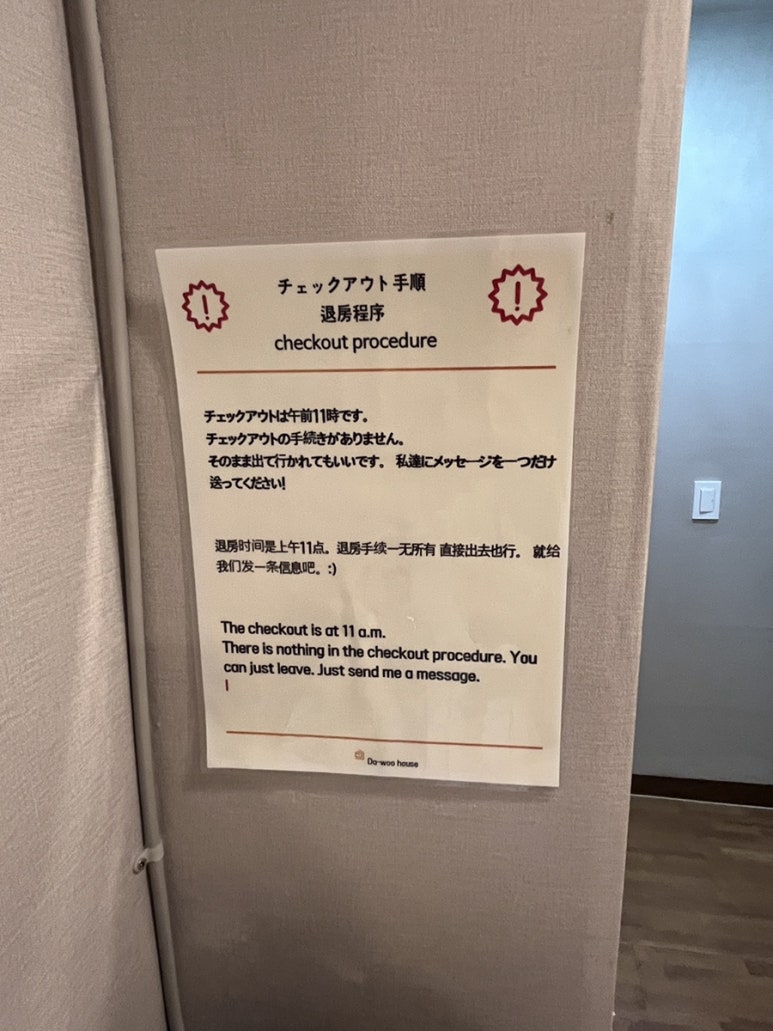 チェックアウト手順
退房程序
checkout procedure
チェックアウトは午前11時です。
チェックアウトの手続きがありません。
そのまま出て行かれてもいいです。 私達にメッセージを一つだけ
送ってください!
退房时间是上午11点。退房手续一无所有 直接出去也行。 就给
我们发一条信息吧。:)
The checkout is at 11 a.m.
There is nothing in the checkout procedure. You
can just leave. Just send me a message.
Da-woo house